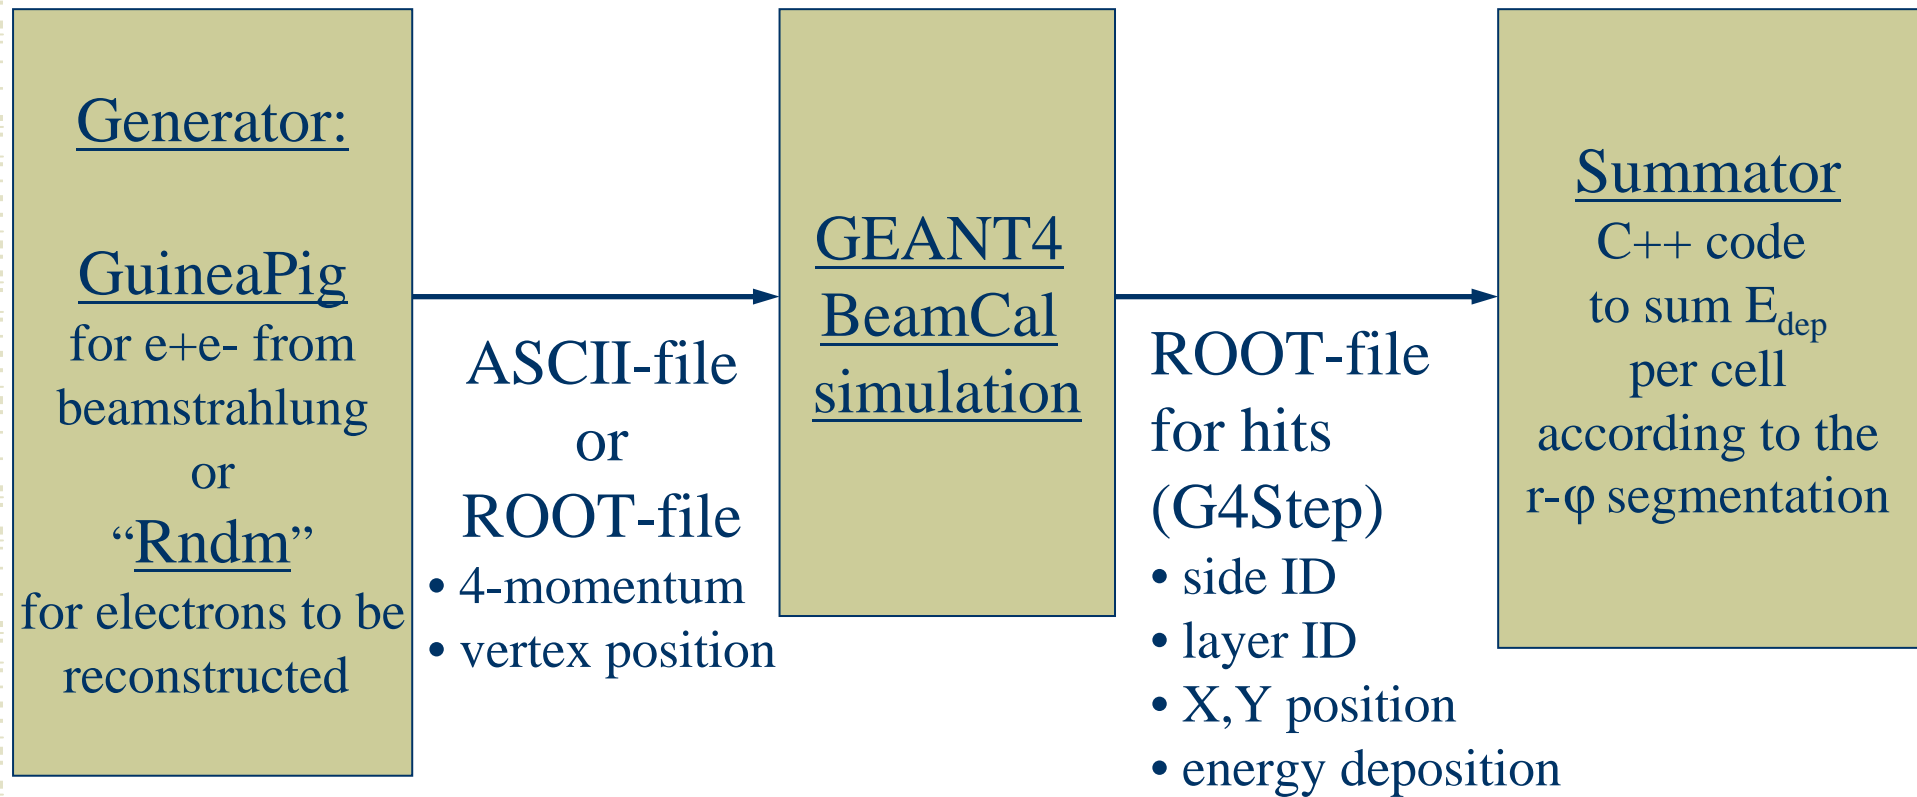 Generator:
GuineaPig
for e+e- from
beamstrahlung
or
“Rndm”
for electrons to be
reconstructed
ASCII-file
or
ROOT-file
• 4-momentum
• vertex position
GEANT4
BeamCal
simulation
ROOT-file
for hits
(G4Step)
• side ID
• layer ID
• X,Y position
• energy deposition
Summator
C++ code
to sum Edep
per cell
according to the
r-φ segmentation